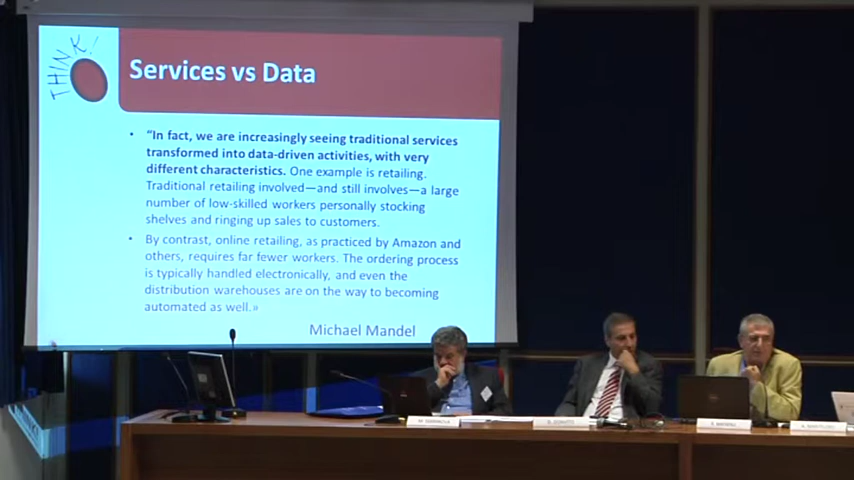 THINK!
Services vs Data
• “In fact, we are increasingly seeing traditional services
transformed into data-driven activities, with very
different characteristics. One example is retailing.
Traditional retailing involved—and still involves—a large
number of low-skilled workers personally stocking
shelves and ringing up sales to customers.
• By contrast, online retailing, as practiced by Amazon and
others, requires far fewer workers. The ordering process
is typically handled electronically, and even the
distribution warehouses are on the way to becoming
automated as well.»
Michael Mandel